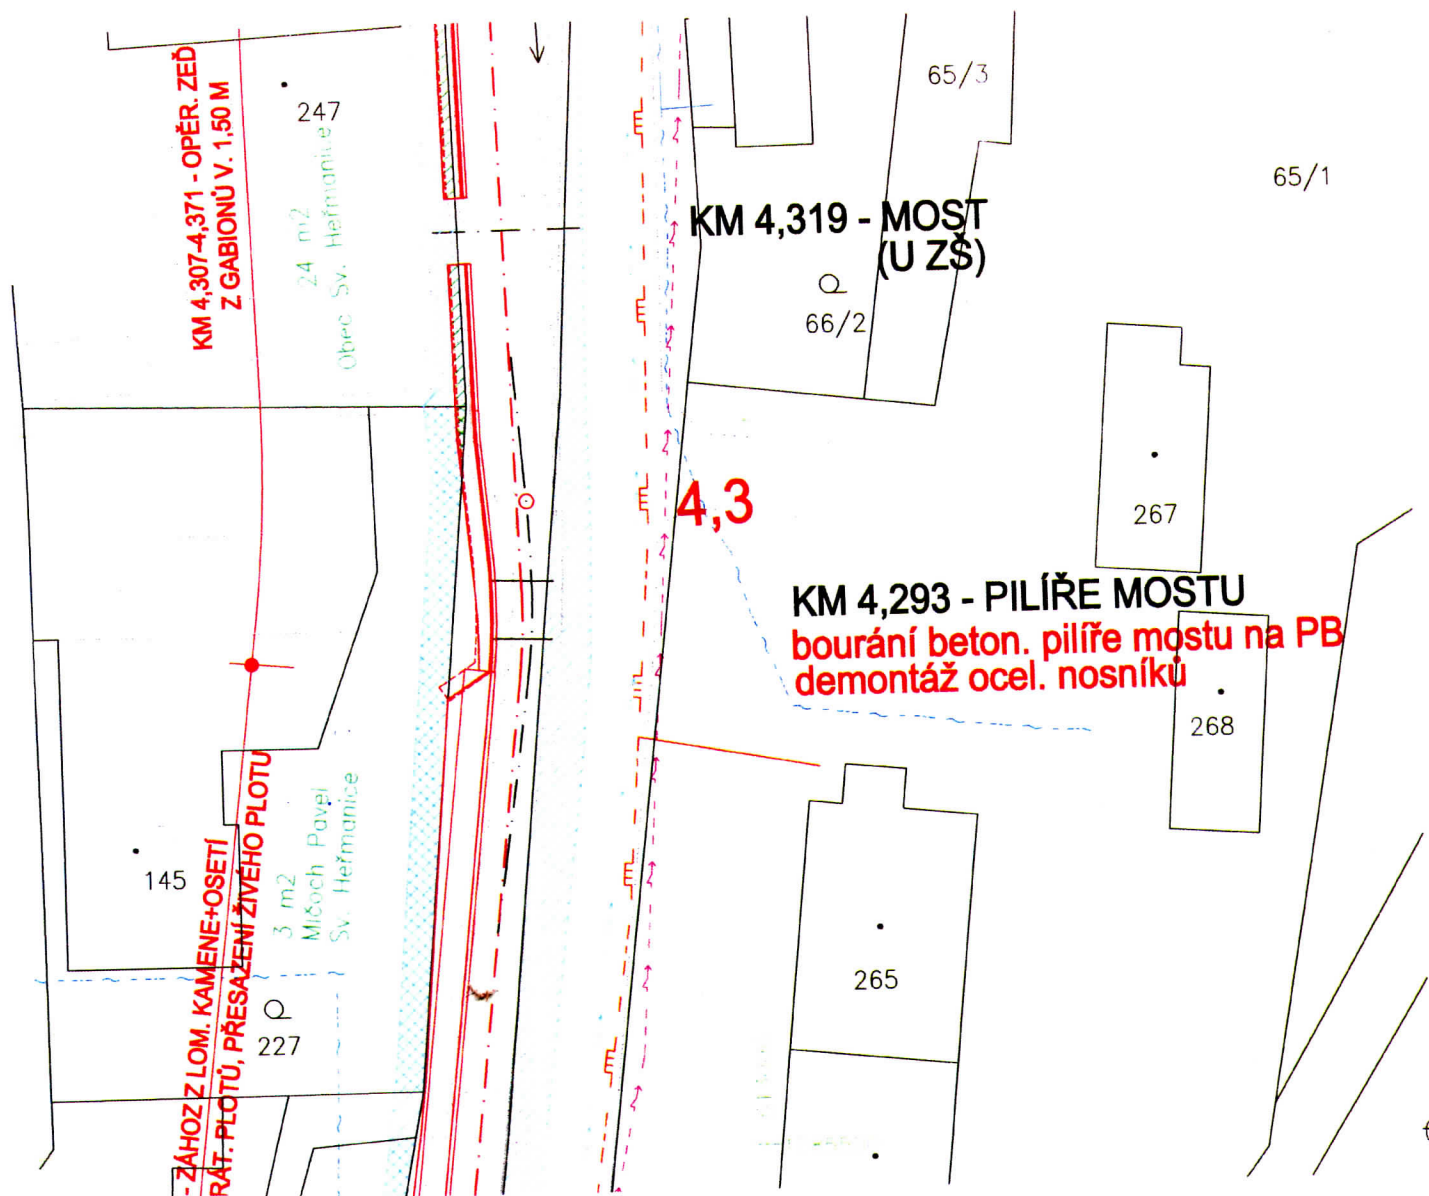 KM 4,307-4,371 - OPĚR. ZEĎ
Z GABIONŮ V. 1,50 M
247
24 m2
Obec Sv. Heřmanice
65/3
65/1
KM 4,319 - MOST
(U ZŠ)
66/2
267
4,3
KM 4,293 - PILÍŘE MOSTU
bourání beton. pilíře mostu na PB
demontáž ocel. nosníků
268
145
3 m2
Mičoch Pavel
Sv. Heřmanice
265
227
- ZÁHOZ Z LOM. KAMENE+OSETÍ
RÁT. PLOTŮ, PŘESAZENÍ ŽIVÉHO PLOTU